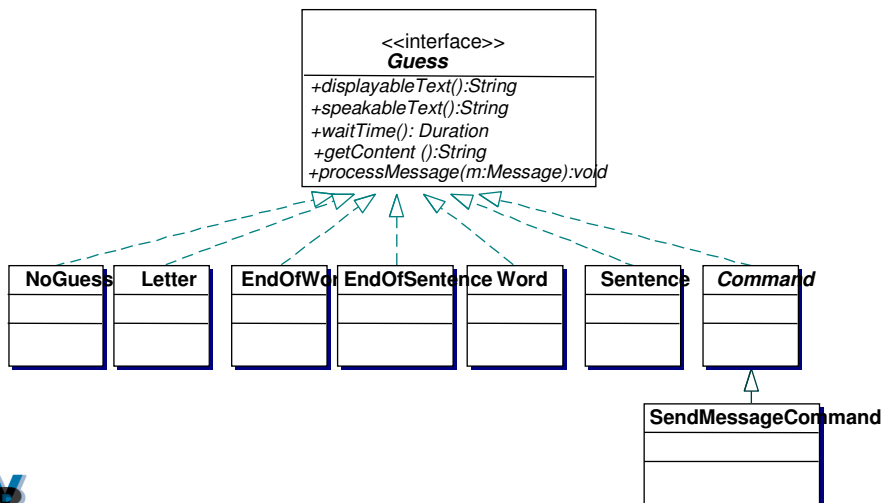 <<interface>>
Guess
+displayableText():String
+speakableText():String
+waitTime(): Duration
+getContent ():String
+processMessage(m:Message):void
NoGuess Letter EndOfWor EndOfSentence Word Sentence Command
SendMessageCommand